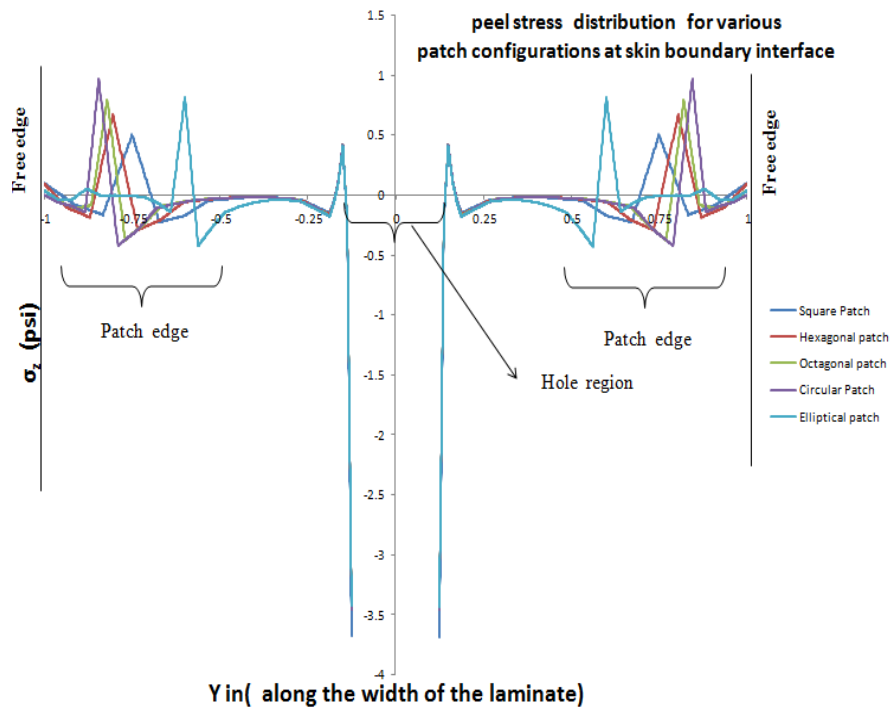 peel stress distribution for various
patch configurations at skin boundary interface
1.5
1
0.5
0
-0.5
-1
-1.5
-2
-2.5
-3
-3.5
-4
-1
-0.75
-0.5
-0.25
0
0.25
0.5
0.75
1
Free edge
Free edge
Patch edge
Patch edge
Hole region
σz (psi)
Square Patch
Hexagonal patch
Octagonal patch
Circular Patch
Elliptical patch
Y in( along the width of the laminate)